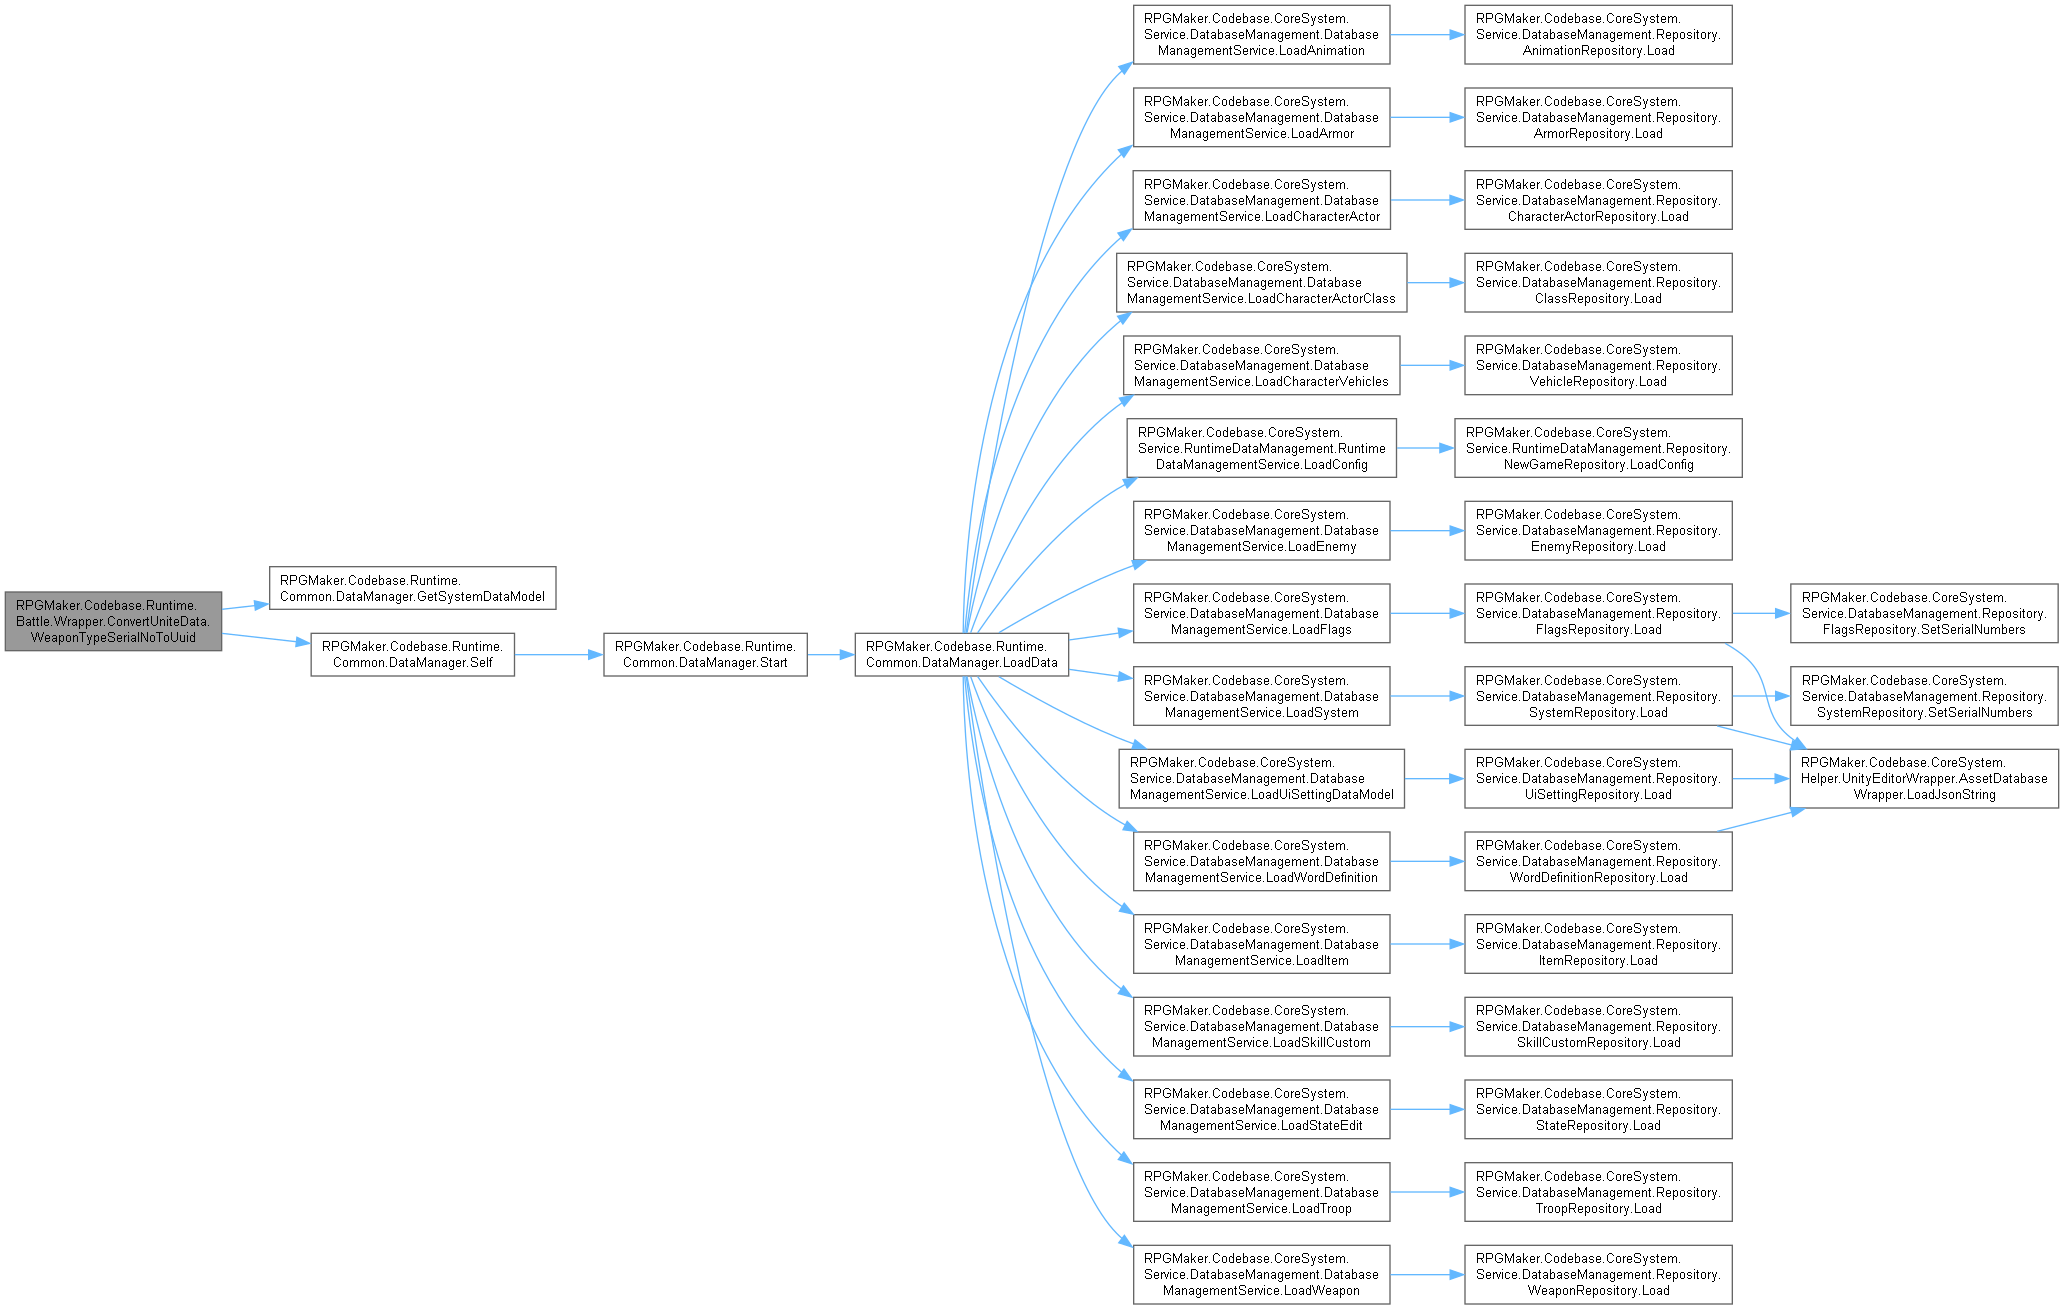 RPGMaker.Codebase.Runtime.
Battle.Wrapper.ConvertUniteData.
WeaponTypeSerialNoToUuid
RPGMaker.Codebase.Runtime.
Common.DataManager.GetSystemDataModel
RPGMaker.Codebase.Runtime.
Common.DataManager.Self
RPGMaker.Codebase.Runtime.
Common.DataManager.Start
RPGMaker.Codebase.Runtime.
Common.DataManager.LoadData
RPGMaker.Codebase.CoreSystem.
Service.DatabaseManagement.Database
ManagementService.LoadAnimation
RPGMaker.Codebase.CoreSystem.
Service.DatabaseManagement.Repository.
AnimationRepository.Load
RPGMaker.Codebase.CoreSystem.
Service.DatabaseManagement.Database
ManagementService.LoadArmor
RPGMaker.Codebase.CoreSystem.
Service.DatabaseManagement.Repository.
ArmorRepository.Load
RPGMaker.Codebase.CoreSystem.
Service.DatabaseManagement.Database
ManagementService.LoadCharacterActor
RPGMaker.Codebase.CoreSystem.
Service.DatabaseManagement.Repository.
CharacterActorRepository.Load
RPGMaker.Codebase.CoreSystem.
Service.DatabaseManagement.Database
ManagementService.LoadCharacterActorClass
RPGMaker.Codebase.CoreSystem.
Service.DatabaseManagement.Repository.
ClassRepository.Load
RPGMaker.Codebase.CoreSystem.
Service.DatabaseManagement.Database
ManagementService.LoadCharacterVehicles
RPGMaker.Codebase.CoreSystem.
Service.DatabaseManagement.Repository.
VehicleRepository.Load
RPGMaker.Codebase.CoreSystem.
Service.RuntimeDataManagement.Runtime
DataManagementService.LoadConfig
RPGMaker.Codebase.CoreSystem.
Service.RuntimeDataManagement.Repository.
NewGameRepository.LoadConfig
RPGMaker.Codebase.CoreSystem.
Service.DatabaseManagement.Database
ManagementService.LoadEnemy
RPGMaker.Codebase.CoreSystem.
Service.DatabaseManagement.Repository.
EnemyRepository.Load
RPGMaker.Codebase.CoreSystem.
Service.DatabaseManagement.Database
ManagementService.LoadFlags
RPGMaker.Codebase.CoreSystem.
Service.DatabaseManagement.Repository.
FlagsRepository.Load
RPGMaker.Codebase.CoreSystem.
Service.DatabaseManagement.Repository.
FlagsRepository.SetSerialNumbers
RPGMaker.Codebase.CoreSystem.
Service.DatabaseManagement.Database
ManagementService.LoadSystem
RPGMaker.Codebase.CoreSystem.
Service.DatabaseManagement.Repository.
SystemRepository.Load
RPGMaker.Codebase.CoreSystem.
Service.DatabaseManagement.Repository.
SystemRepository.SetSerialNumbers
RPGMaker.Codebase.CoreSystem.
Service.DatabaseManagement.Database
ManagementService.LoadUiSettingDataModel
RPGMaker.Codebase.CoreSystem.
Service.DatabaseManagement.Repository.
UiSettingRepository.Load
RPGMaker.Codebase.CoreSystem.
Helper.UnityEditorWrapper.AssetDatabase
Wrapper.LoadJsonString
RPGMaker.Codebase.CoreSystem.
Service.DatabaseManagement.Database
ManagementService.LoadWordDefinition
RPGMaker.Codebase.CoreSystem.
Service.DatabaseManagement.Repository.
WordDefinitionRepository.Load
RPGMaker.Codebase.CoreSystem.
Service.DatabaseManagement.Database
ManagementService.LoadItem
RPGMaker.Codebase.CoreSystem.
Service.DatabaseManagement.Repository.
ItemRepository.Load
RPGMaker.Codebase.CoreSystem.
Service.DatabaseManagement.Database
ManagementService.LoadSkillCustom
RPGMaker.Codebase.CoreSystem.
Service.DatabaseManagement.Repository.
SkillCustomRepository.Load
RPGMaker.Codebase.CoreSystem.
Service.DatabaseManagement.Database
ManagementService.LoadStateEdit
RPGMaker.Codebase.CoreSystem.
Service.DatabaseManagement.Repository.
StateRepository.Load
RPGMaker.Codebase.CoreSystem.
Service.DatabaseManagement.Database
ManagementService.LoadTroop
RPGMaker.Codebase.CoreSystem.
Service.DatabaseManagement.Repository.
TroopRepository.Load
RPGMaker.Codebase.CoreSystem.
Service.DatabaseManagement.Database
ManagementService.LoadWeapon
RPGMaker.Codebase.CoreSystem.
Service.DatabaseManagement.Repository.
WeaponRepository.Load